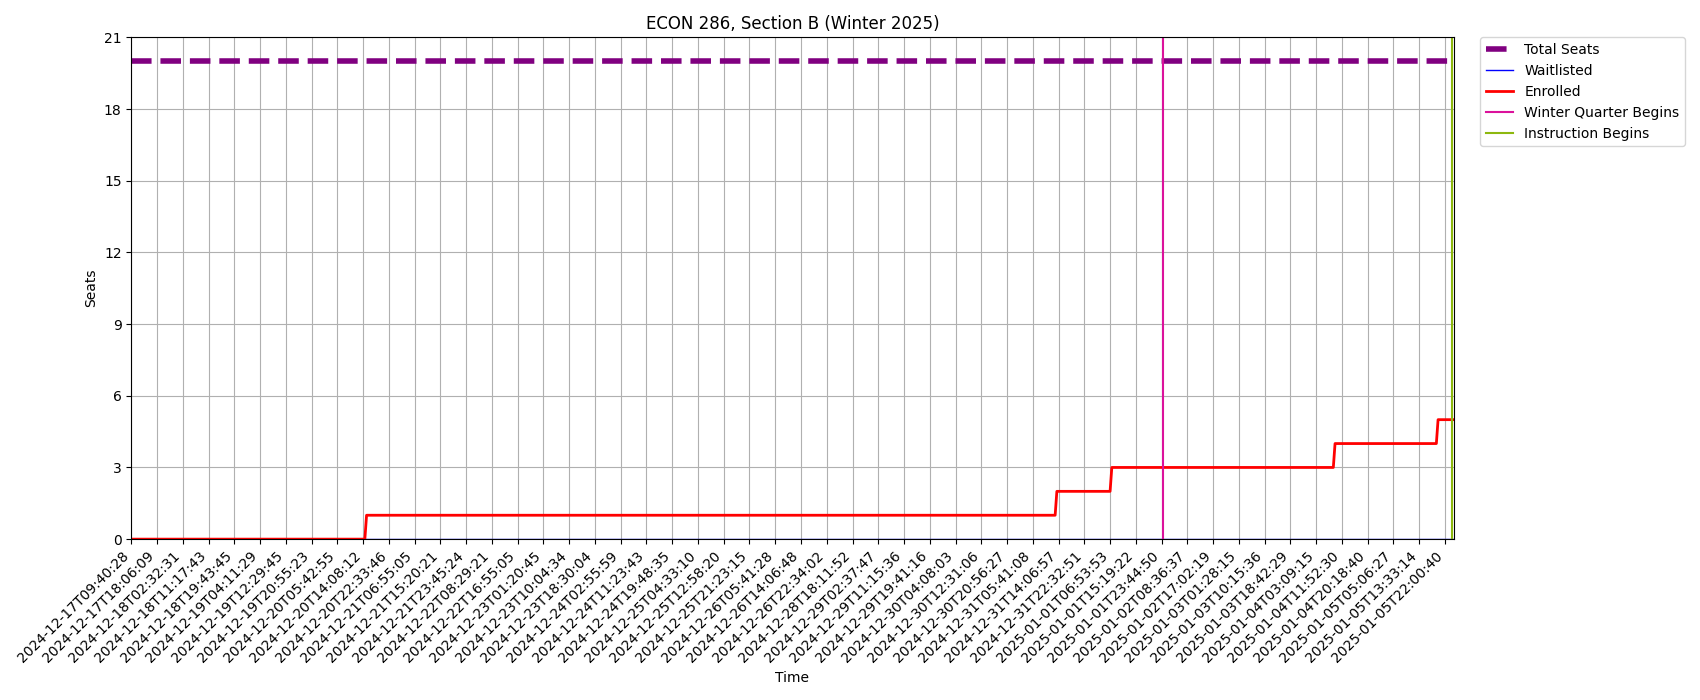 ECON 286, Section B (Winter 2025)
Total Seats
Waitlisted
Enrolled
Winter Quarter Begins
Instruction Begins
Seats
21
18
15
12
9
6
3
0
2024-12-17T09:40:28
2024-12-17T18:06:09
2024-12-18T02:32:31
2024-12-18T11:17:43
2024-12-18T19:43:45
2024-12-19T04:11:29
2024-12-19T12:29:45
2024-12-19T20:55:23
2024-12-20T05:42:55
2024-12-20T14:08:12
2024-12-20T22:33:46
2024-12-21T06:55:05
2024-12-21T15:20:21
2024-12-21T23:45:24
2024-12-22T08:29:21
2024-12-22T16:55:05
2024-12-23T01:20:45
2024-12-23T10:04:34
2024-12-23T18:30:04
2024-12-24T02:55:59
2024-12-24T11:23:43
2024-12-24T19:48:35
2024-12-25T04:33:10
2024-12-25T12:58:20
2024-12-25T21:23:15
2024-12-26T05:41:28
2024-12-26T14:06:48
2024-12-26T22:34:02
2024-12-28T18:11:52
2024-12-29T02:37:47
2024-12-29T11:15:36
2024-12-29T19:41:16
2024-12-30T04:08:03
2024-12-30T12:31:06
2024-12-30T20:56:27
2024-12-31T05:41:08
2024-12-31T14:06:57
2024-12-31T22:32:51
2025-01-01T06:53:53
2025-01-01T15:19:22
2025-01-01T23:44:50
2025-01-02T08:36:37
2025-01-02T17:02:19
2025-01-03T01:28:15
2025-01-03T10:15:36
2025-01-03T18:42:29
2025-01-04T03:09:15
2025-01-04T11:52:30
2025-01-04T20:18:40
2025-01-05T05:06:27
2025-01-05T13:33:14
2025-01-05T22:00:40
Time